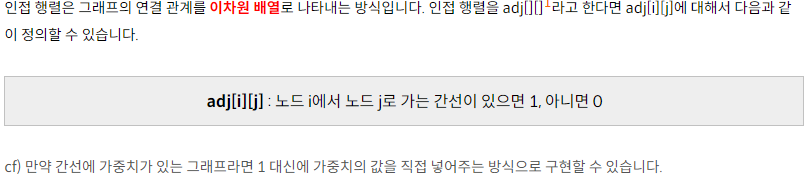 인접 행렬은 그래프의 연결 관계를 이차원 배열로 나타내는 방식입니다. 인접 행렬을 adj[][]1라고 한다면 adj[i][j]에 대해서 다음과 같
이 정의할 수 있습니다.
adj[i][j] : 노드 i에서 노드 j로 가는 간선이 있으면 1, 아니면 0
cf) 만약 간선에 가중치가 있는 그래프라면 1 대신에 가중치의 값을 직접 넣어주는 방식으로 구현할 수 있습니다.